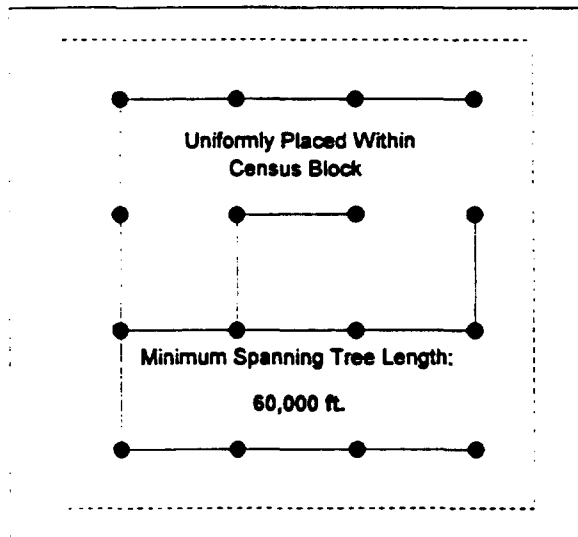 Uniformly Placed Within
Census Block
Minimum Spanning Tree Length:
60,000 ft.